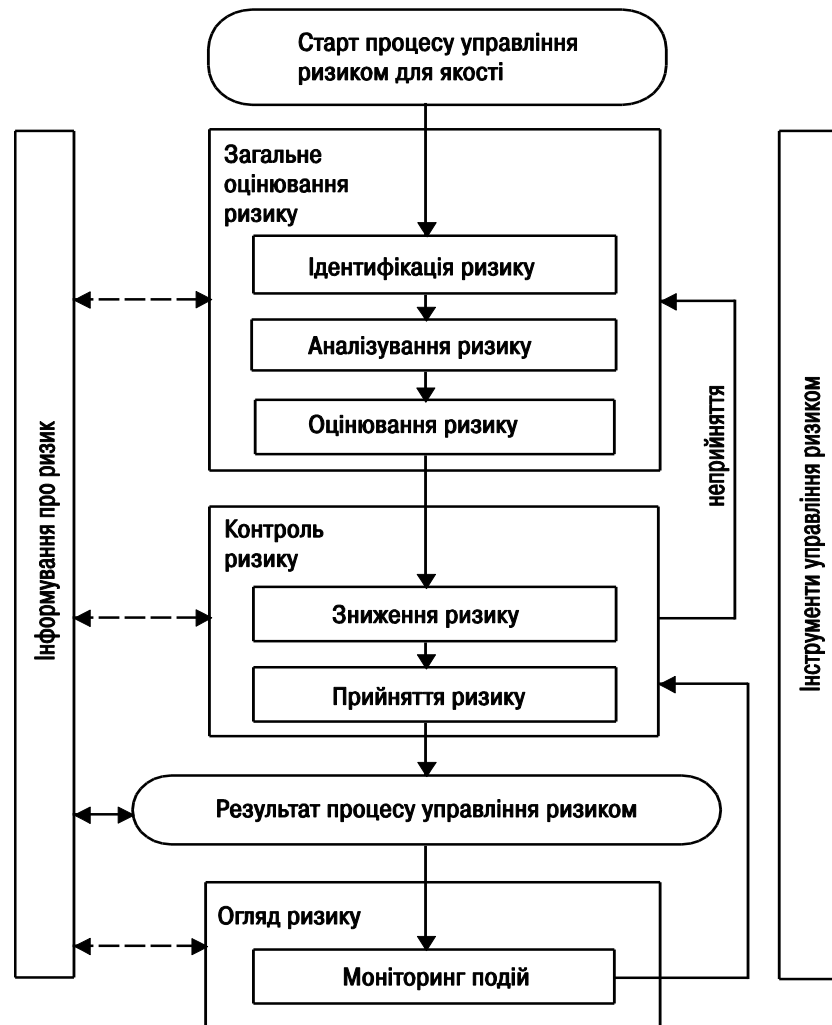 Старт процесу управління
ризиком для якості
Загальне
оцінювання
ризику
Ідентифікація ризику
Аналізування ризику
Оцінювання ризику
Контроль
ризику
Зниження ризику
Прийняття ризику
Результат процесу управління ризиком
Огляд ризику
Моніторинг подій
Інформування про ризик
неприйняття
Інструменти управління ризиком